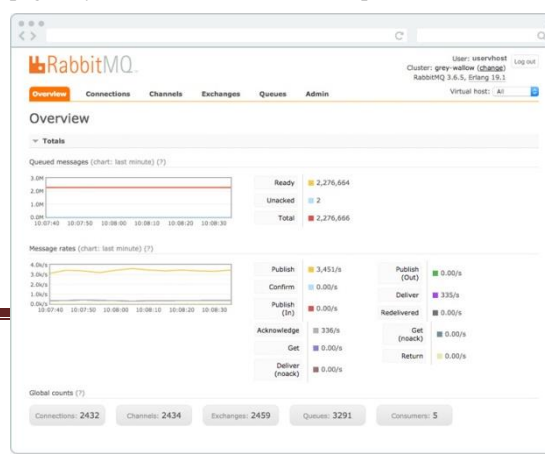 User: uservhost
Log out
RabbitMQ
Cluster: grey-wallow (change)
RabbitMQ 3.6.5, Erlang 19.1
Overview Connections Channels Exchanges Queues Admin
Virtual host: All
Overview
Totals
Queued messages (chart: last minute) (?)
3.0M
2.0M
1.0M
0.0M
10:07:40 10:07:50 10:08:00 10:08:10 10:08:20 10:08:30
Ready 2,276,664
Unacked 2
Total 2,276,666
Message rates (chart: last minute) (?)
4.0k/s
3.0k/s
2.0k/s
1.0k/s
0.0k/s
10:07:40 10:07:50 10:08:00 10:08:10 10:08:20 10:08:30
Publish 3,451/s
Confirm 0.00/s
Publish (In) 0.00/s
Acknowledge 336/s
Get 0.00/s
Deliver (noack) 0.00/s
Publish (Out) 0.00/s
Deliver 335/s
Redelivered 0.00/s
Get (noack) 0.00/s
Return 0.00/s
Global counts (?)
Connections: 2432 Channels: 2434 Exchanges: 2459 Queues: 3291 Consumers: 5